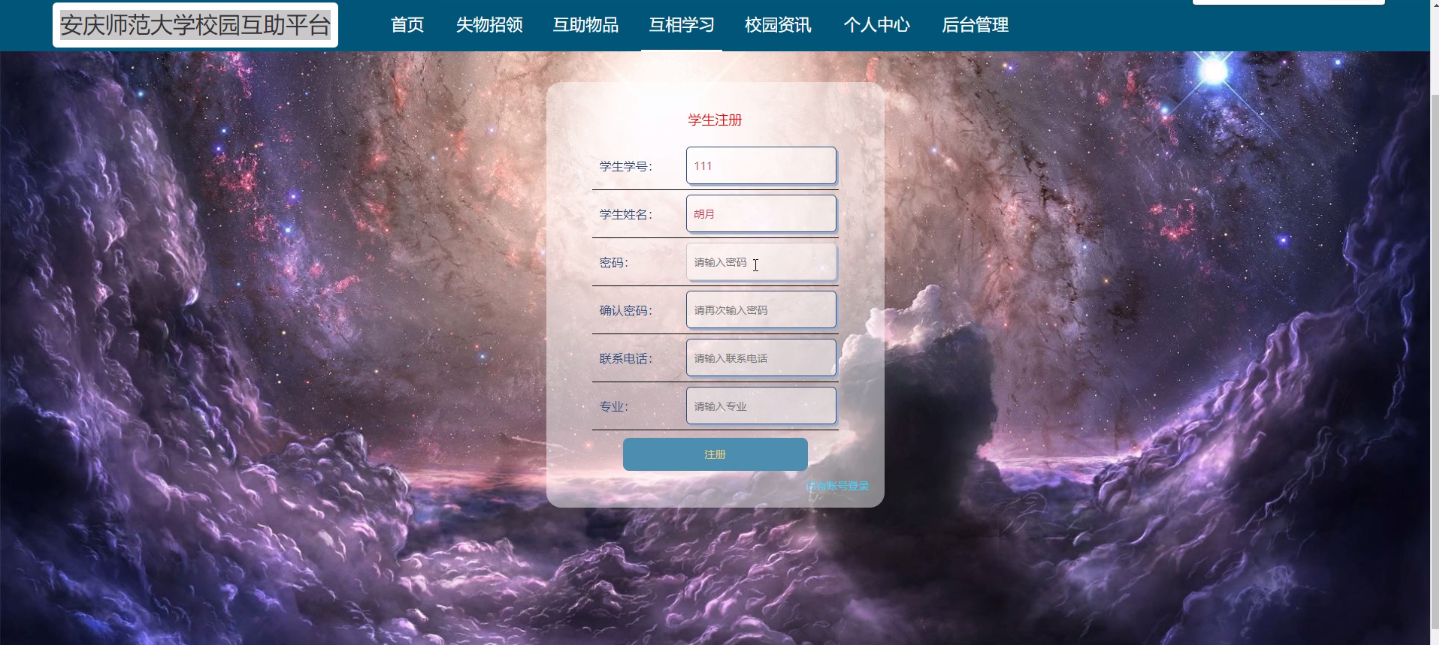 安庆师范大学校园互助平台 首页 失物招领 互助物品 互相学习 校园资讯 个人中心 后台管理
学生注册
学生学号： 111
学生姓名： 胡月
密码： 请输入密码
确认密码： 请再次输入密码
联系电话： 请输入联系电话
专业： 请输入专业
注册
已有账号登录